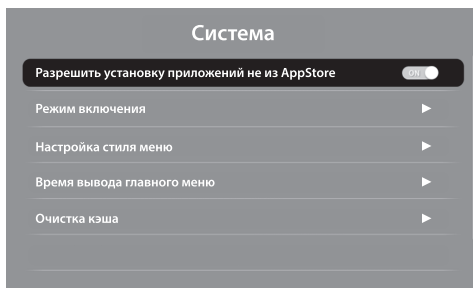 Система
Разрешить установку приложений не из AppStore ON
Режим включения
Настройка стиля меню
Время вывода главного меню
Очистка кэша